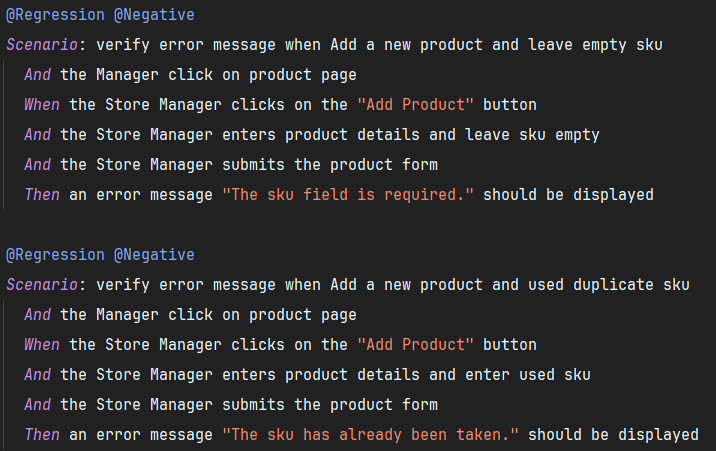 @Regression @Negative
Scenario: verify error message when Add a new product and leave empty sku
And the Manager click on product page
When the Store Manager clicks on the "Add Product" button
And the Store Manager enters product details and leave sku empty
And the Store Manager submits the product form
Then an error message "The sku field is required." should be displayed
@Regression @Negative
Scenario: verify error message when Add a new product and used duplicate sku
And the Manager click on product page
When the Store Manager clicks on the "Add Product" button
And the Store Manager enters product details and enter used sku
And the Store Manager submits the product form
Then an error message "The sku has already been taken." should be displayed